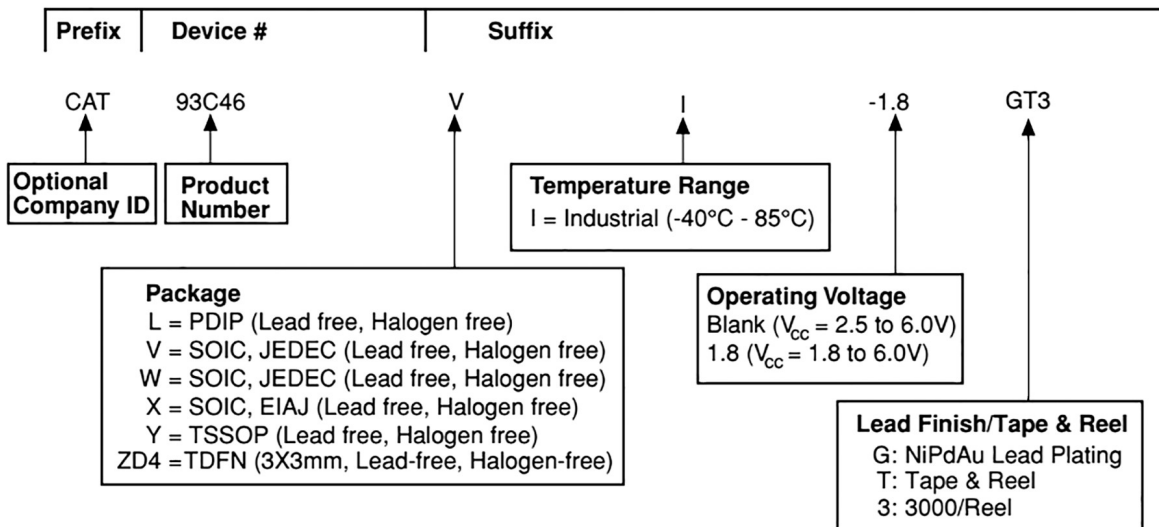 Prefix Device # Suffix
CAT 93C46 V I -1.8 GT3
Optional
Company ID
Product
Number
Temperature Range
I = Industrial (-40°C - 85°C)
Package
L = PDIP (Lead free, Halogen free)
V = SOIC, JEDEC (Lead free, Halogen free)
W = SOIC, JEDEC (Lead free, Halogen free)
X = SOIC, EIAJ (Lead free, Halogen free)
Y = TSSOP (Lead free, Halogen free)
ZD4 =TDFN (3X3mm, Lead-free, Halogen-free)
Operating Voltage
Blank (Vcc = 2.5 to 6.0V)
1.8 (Vcc = 1.8 to 6.0V)
Lead Finish/Tape & Reel
G: NiPdAu Lead Plating
T: Tape & Reel
3: 3000/Reel